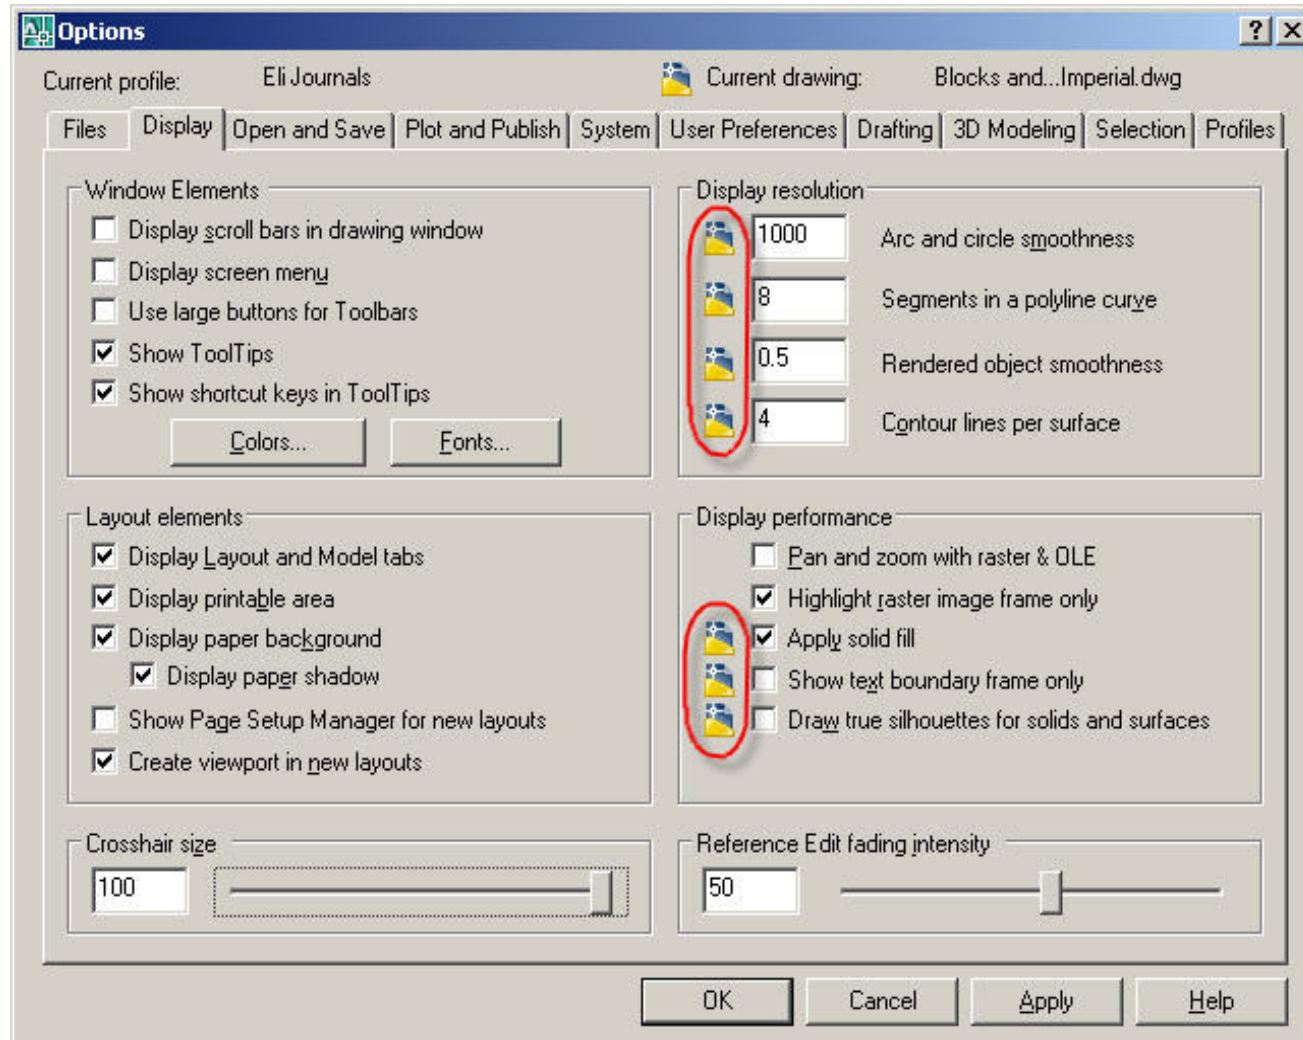 Options
Current profile: Eli Journals Current drawing: Blocks and...Imperial.dwg
Files Display Open and Save Plot and Publish System User Preferences Drafting 3D Modeling Selection Profiles
Window Elements
Display scroll bars in drawing window
Display screen menu
Use large buttons for Toolbars
Show ToolTips
Show shortcut keys in ToolTips
Colors... Fonts...
Display resolution
1000 Arc and circle smoothness
8 Segments in a polyline curve
0.5 Rendered object smoothness
4 Contour lines per surface
Layout elements
Display Layout and Model tabs
Display printable area
Display paper background
Display paper shadow
Show Page Setup Manager for new layouts
Create viewport in new layouts
Display performance
Pan and zoom with raster & OLE
Highlight raster image frame only
Apply solid fill
Show text boundary frame only
Draw true silhouettes for solids and surfaces
Crosshair size
100
Reference Edit fading intensity
50
OK Cancel Apply Help